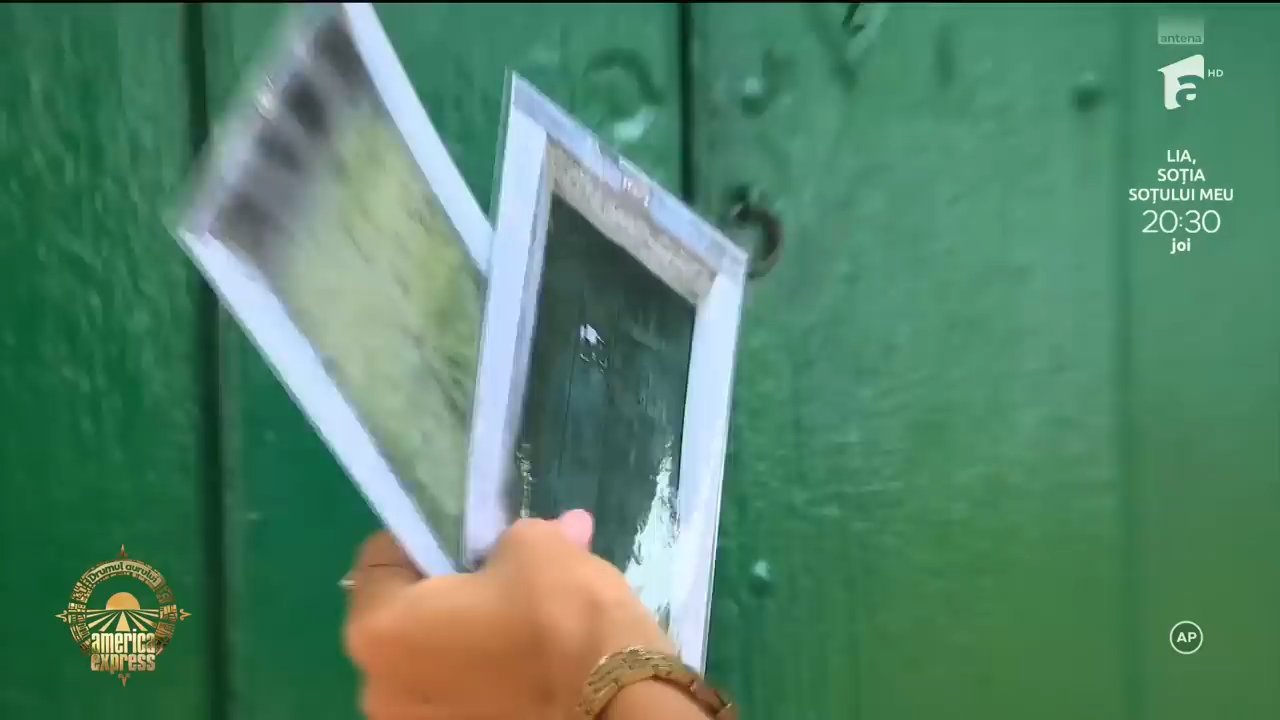 antena
HD
LIA,
SOȚIA
SOȚULUI MEU
20:30
joi
Drumul aurului
america
express
AP